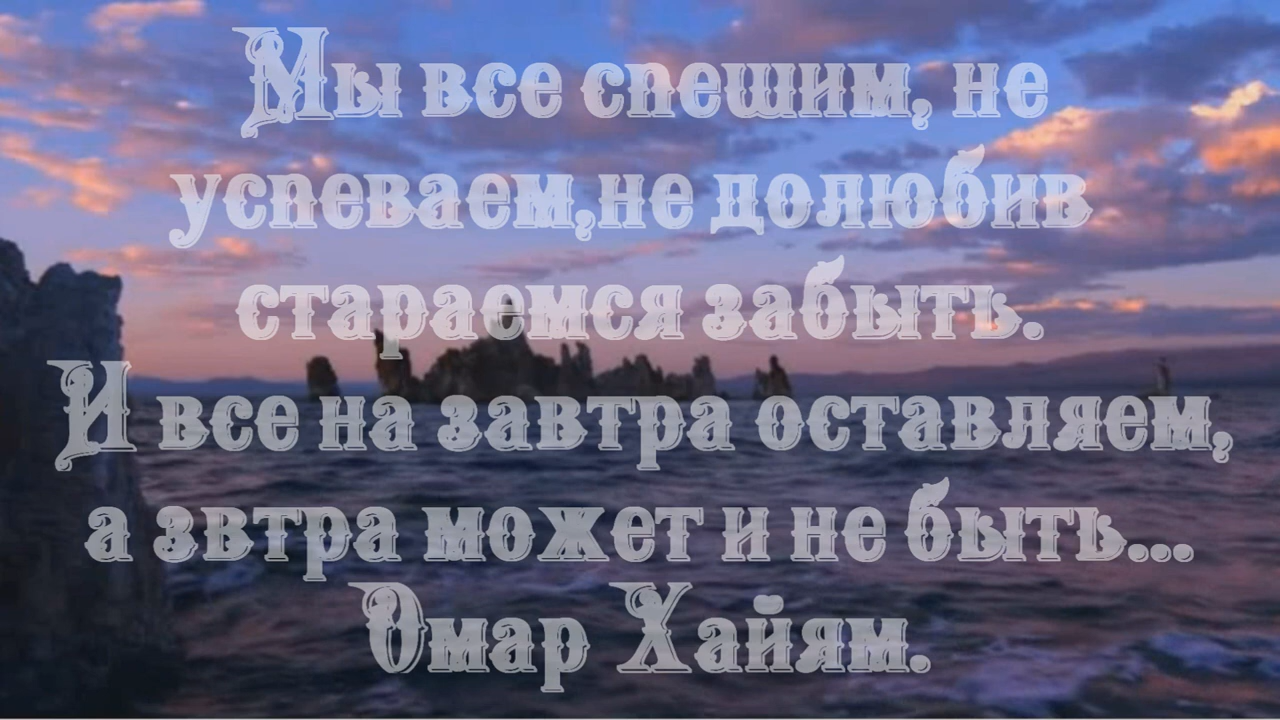 Мы все спешим, не
успеваем,не долюбив
стараемся забыть.
И все на завтра оставляем,
а звтра может и не быть...
Омар Хайям.